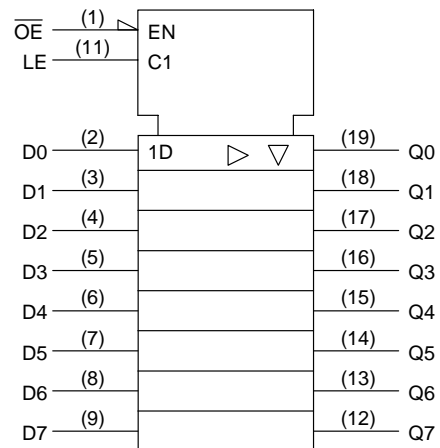 OE (1) EN
LE (11) C1
D0 (2) 1D (19) Q0
D1 (3) (18) Q1
D2 (4) (17) Q2
D3 (5) (16) Q3
D4 (6) (15) Q4
D5 (7) (14) Q5
D6 (8) (13) Q6
D7 (9) (12) Q7